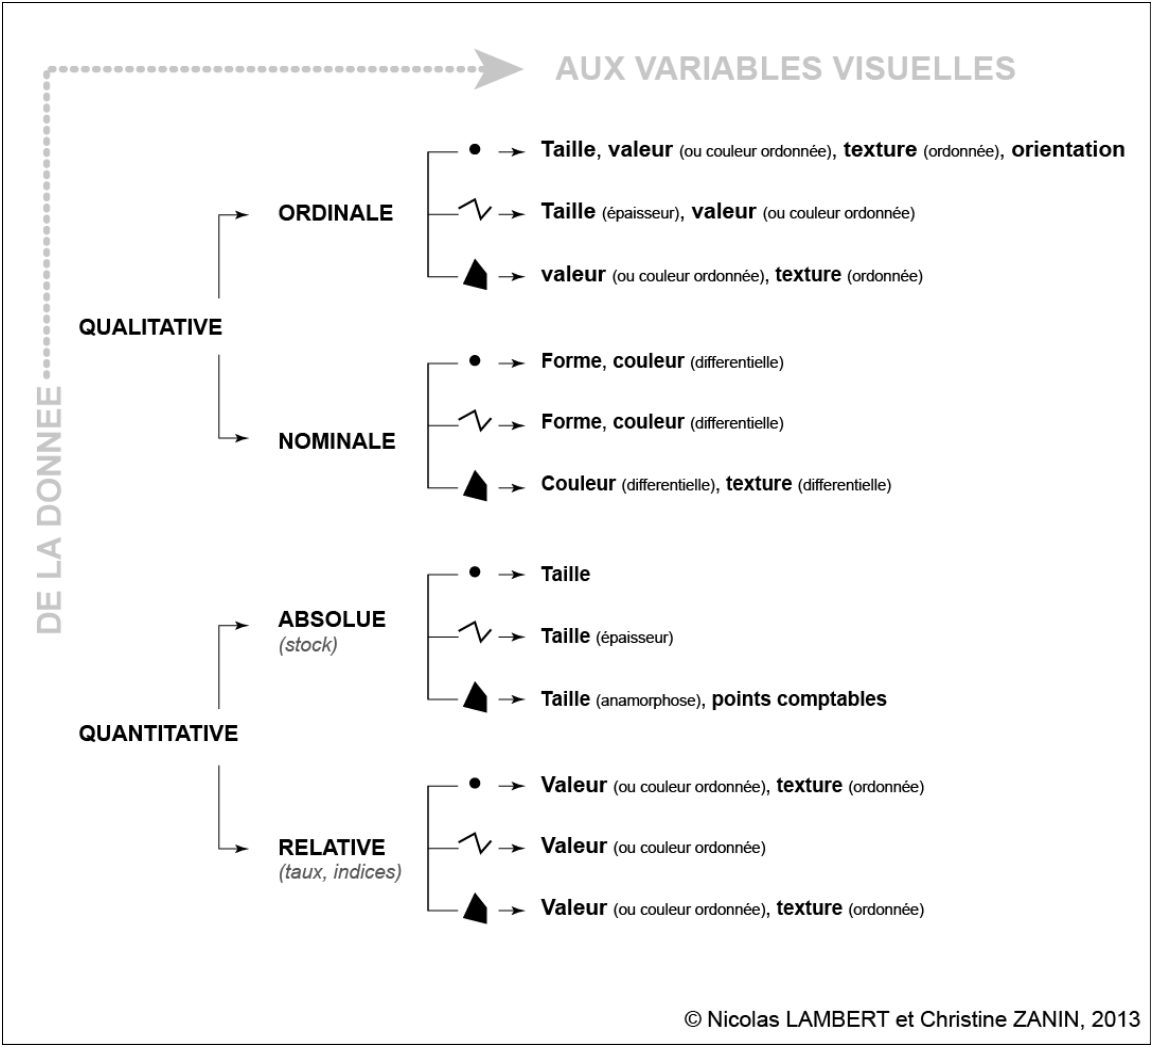 AUX VARIABLES VISUELLES
DE LA DONNEE
QUALITATIVE
ORDINALE
Taille, valeur (ou couleur ordonnée), texture (ordonnée), orientation
Taille (épaisseur), valeur (ou couleur ordonnée)
valeur (ou couleur ordonnée), texture (ordonnée)
NOMINALE
Forme, couleur (differentielle)
Forme, couleur (differentielle)
Couleur (differentielle), texture (differentielle)
QUANTITATIVE
ABSOLUE
(stock)
Taille
Taille (épaisseur)
Taille (anamorphose), points comptables
RELATIVE
(taux, indices)
Valeur (ou couleur ordonnée), texture (ordonnée)
Valeur (ou couleur ordonnée)
Valeur (ou couleur ordonnée), texture (ordonnée)
© Nicolas LAMBERT et Christine ZANIN, 2013